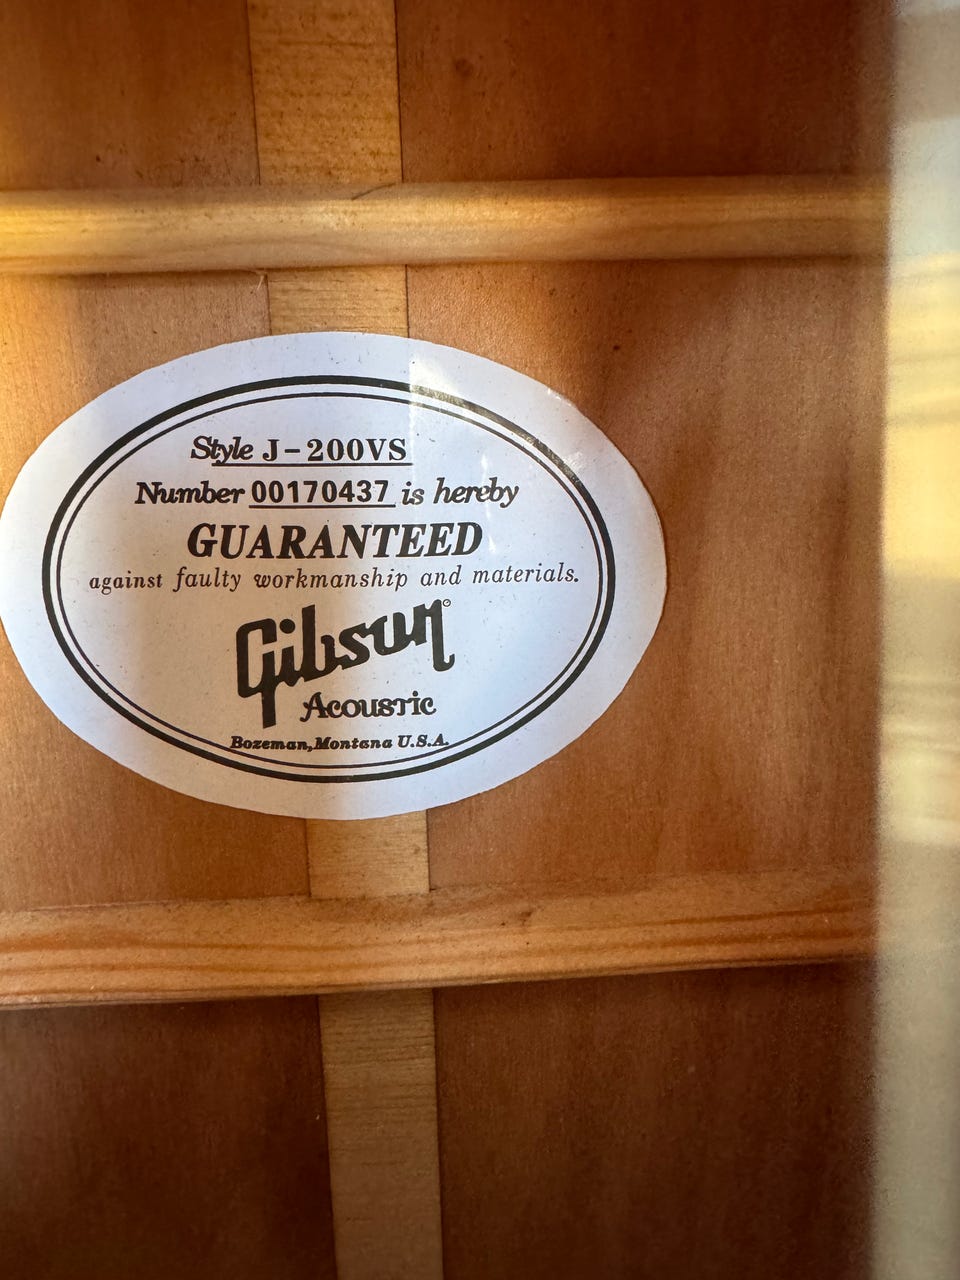 Style J-200VS
Number 00170437 is hereby
GUARANTEED
against faulty workmanship and materials.
Gibson
Acoustic
Bozeman, Montana U.S.A.